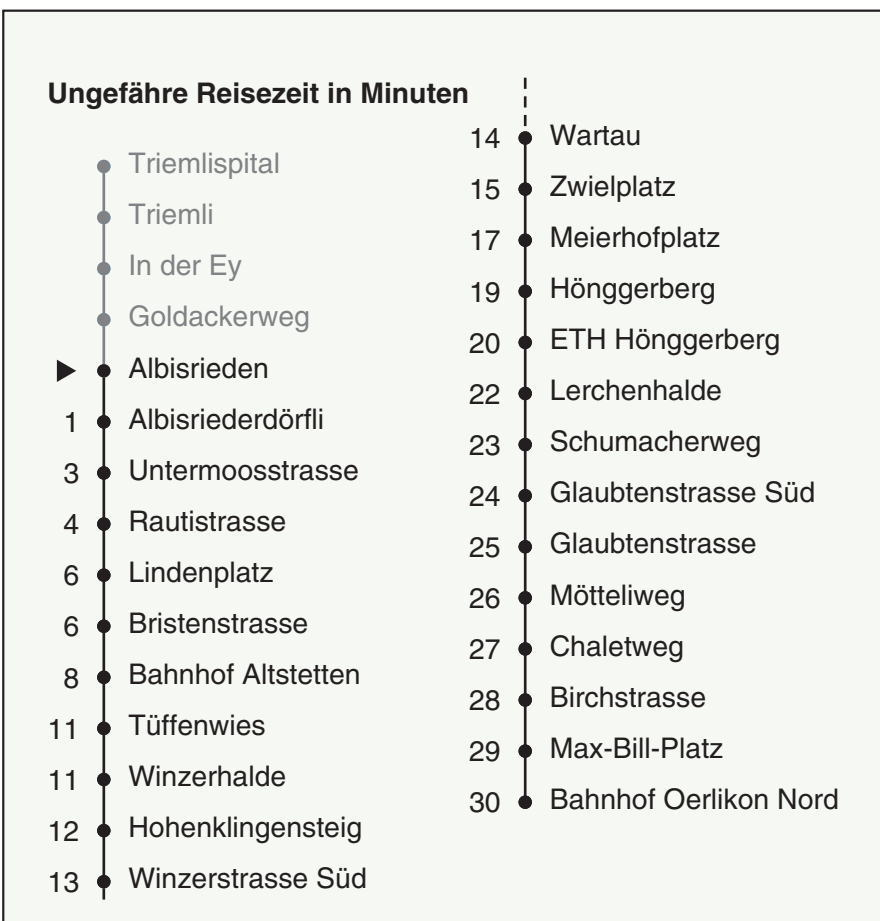 Ungefähre Reisezeit in Minuten
Triemlispital
Triemli
In der Ey
Goldackerweg
Albisrieden
1 Albisriederdörfli
3 Untermoosstrasse
4 Rautistrasse
6 Lindenplatz
6 Bristenstrasse
8 Bahnhof Altstetten
11 Tüffenwies
11 Winzerhalde
12 Hohenklingensteig
13 Winzerstrasse Süd
14 Wartau
15 Zwielplatz
17 Meierhofplatz
19 Hönggerberg
20 ETH Hönggerberg
22 Lerchenhalde
23 Schumacherweg
24 Glaubtenstrasse Süd
25 Glaubtenstrasse
26 Mötteliweg
27 Chaletweg
28 Birchstrasse
29 Max-Bill-Platz
30 Bahnhof Oerlikon Nord